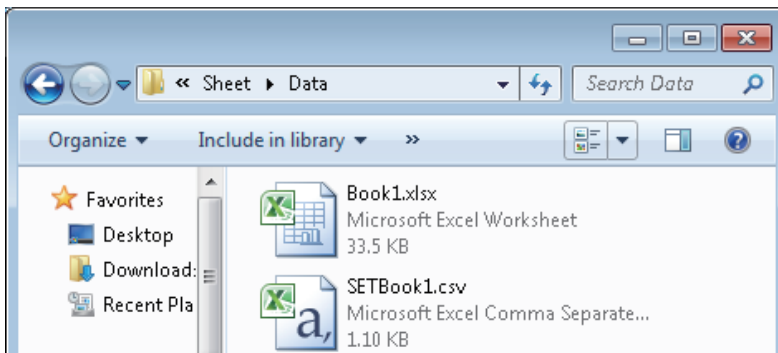 « Sheet ▸ Data
Search Data
Organize
Include in library
»
Favorites
Desktop
Download:
Recent Pla
Book1.xlsx
Microsoft Excel Worksheet
33.5 KB
SETBook1.csv
Microsoft Excel Comma Separate...
1.10 KB